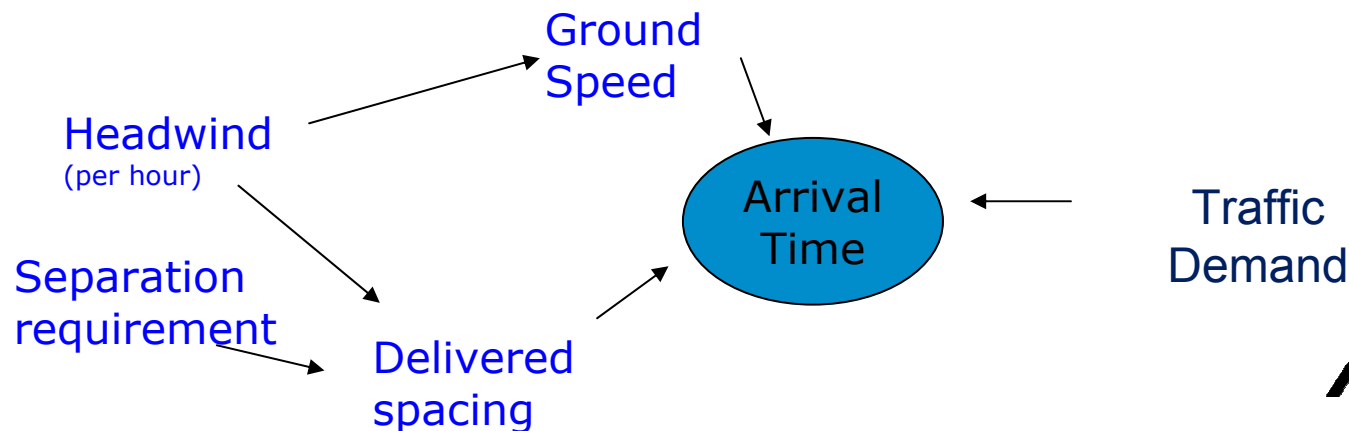 Ground
Speed
Headwind
(per hour)
Arrival
Time
Traffic
Demand
Separation
requirement
Delivered
spacing